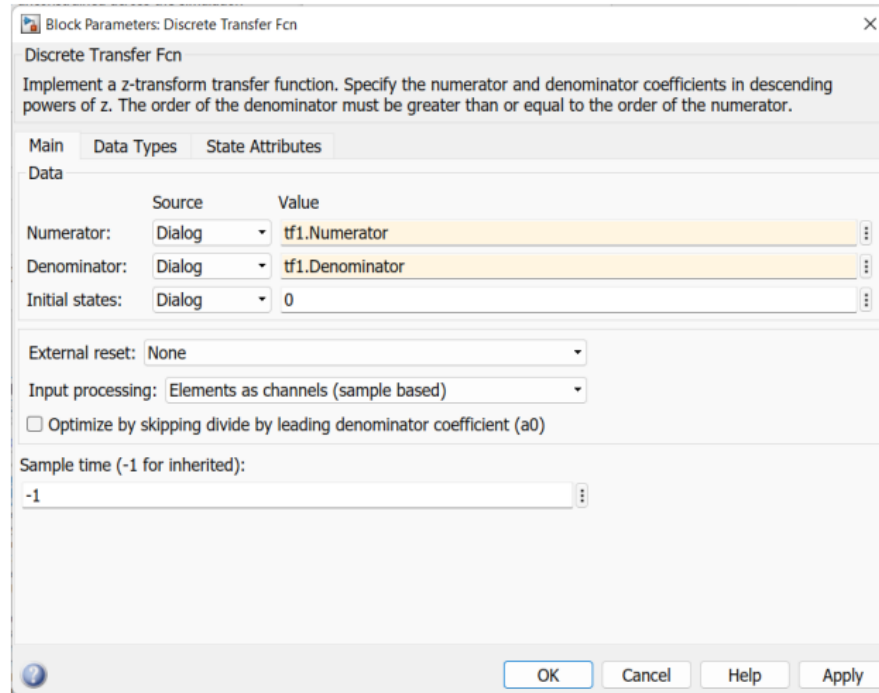 Block Parameters: Discrete Transfer Fcn
Discrete Transfer Fcn
Implement a z-transform transfer function. Specify the numerator and denominator coefficients in descending
powers of z. The order of the denominator must be greater than or equal to the order of the numerator.
Main Data Types State Attributes
Data
Source Value
Numerator: Dialog tf1.Numerator
Denominator: Dialog tf1.Denominator
Initial states: Dialog 0
External reset: None
Input processing: Elements as channels (sample based)
Optimize by skipping divide by leading denominator coefficient (a0)
Sample time (-1 for inherited):
-1
OK Cancel Help Apply